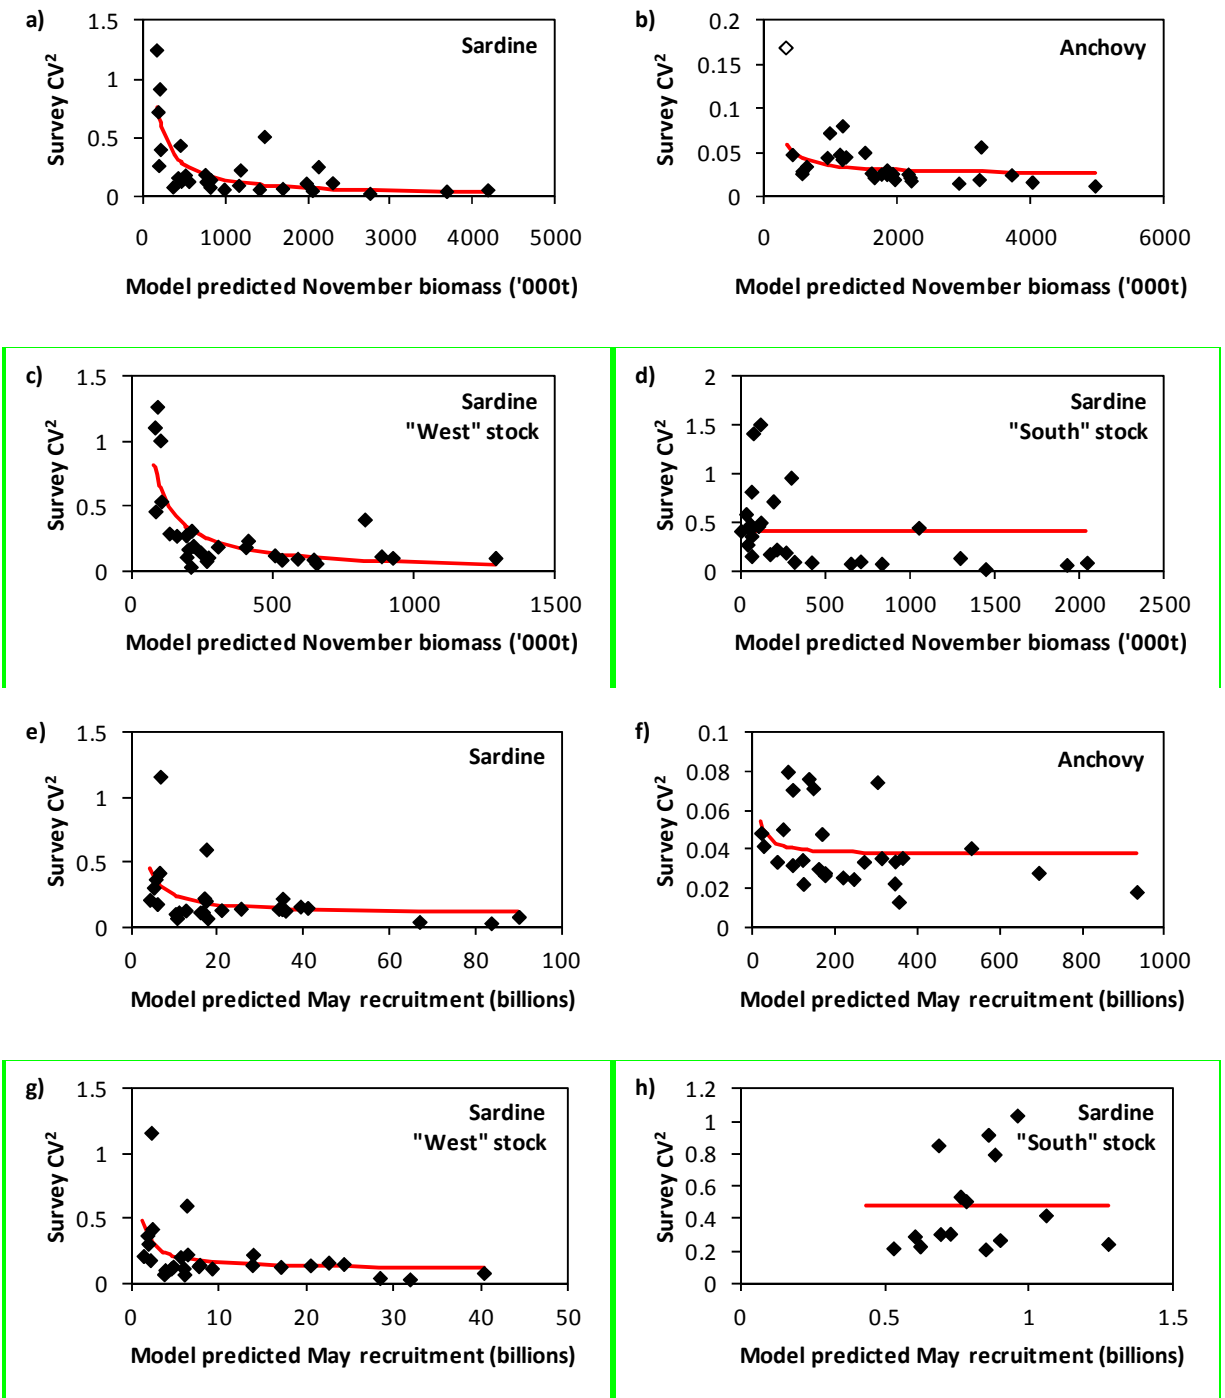 a)
Sardine
Survey CV²
1.5
1
0.5
0
0 1000 2000 3000 4000 5000
Model predicted November biomass ('000t)
b)
Anchovy
Survey CV²
0.2
0.15
0.1
0.05
0
0 2000 4000 6000
Model predicted November biomass ('000t)
c)
Sardine
"West" stock
Survey CV²
1.5
1
0.5
0
0 500 1000 1500
Model predicted November biomass ('000t)
d)
Sardine
"South" stock
Survey CV²
2
1.5
1
0.5
0
0 500 1000 1500 2000 2500
Model predicted November biomass ('000t)
e)
Sardine
Survey CV²
1.5
1
0.5
0
0 20 40 60 80 100
Model predicted May recruitment (billions)
f)
Anchovy
Survey CV²
0.1
0.08
0.06
0.04
0.02
0
0 200 400 600 800 1000
Model predicted May recruitment (billions)
g)
Sardine
"West" stock
Survey CV²
1.5
1
0.5
0
0 10 20 30 40 50
Model predicted May recruitment (billions)
h)
Sardine
"South" stock
Survey CV²
1.2
1
0.8
0.6
0.4
0.2
0
0 0.5 1 1.5
Model predicted May recruitment (billions)